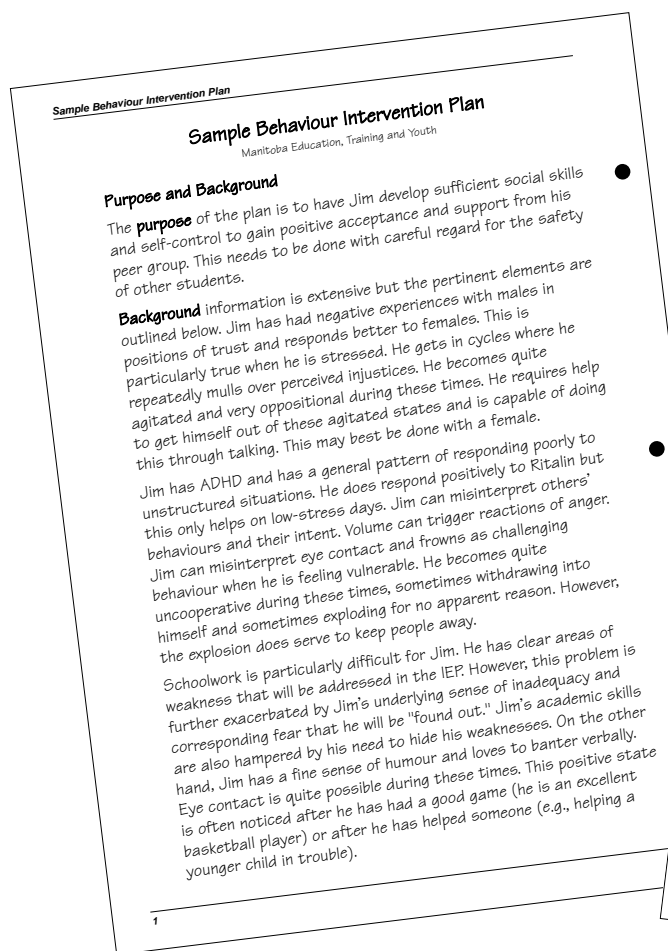 Sample Behaviour Intervention Plan
Sample Behaviour Intervention Plan
Manitoba Education, Training and Youth
Purpose and Background
The purpose of the plan is to have Jim develop sufficient social skills
and self-control to gain positive acceptance and support from his
peer group. This needs to be done with careful regard for the safety
of other students.
Background information is extensive but the pertinent elements are
outlined below. Jim has had negative experiences with males in
positions of trust and responds better to females. This is
particularly true when he is stressed. He gets in cycles where he
repeatedly mulls over perceived injustices. He becomes quite
agitated and very oppositional during these times. He requires help
to get himself out of these agitated states and is capable of doing
this through talking. This may best be done with a female.
Jim has ADHD and has a general pattern of responding poorly to
unstructured situations. He does respond positively to Ritalin but
this only helps on low-stress days. Jim can misinterpret others'
behaviours and their intent. Volume can trigger reactions of anger.
Jim can misinterpret eye contact and frowns as challenging
behaviour when he is feeling vulnerable. He becomes quite
uncooperative during these times, sometimes withdrawing into
himself and sometimes exploding for no apparent reason. However,
the explosion does serve to keep people away.
Schoolwork is particularly difficult for Jim. He has clear areas of
weakness that will be addressed in the IEP. However, this problem is
further exacerbated by Jim's underlying sense of inadequacy and
corresponding fear that he will be "found out." Jim's academic skills
are also hampered by his need to hide his weaknesses. On the other
hand, Jim has a fine sense of humour and loves to banter verbally.
Eye contact is quite possible during these times. This positive state
is often noticed after he has had a good game (he is an excellent
basketball player) or after he has helped someone (e.g., helping a
younger child in trouble).
1